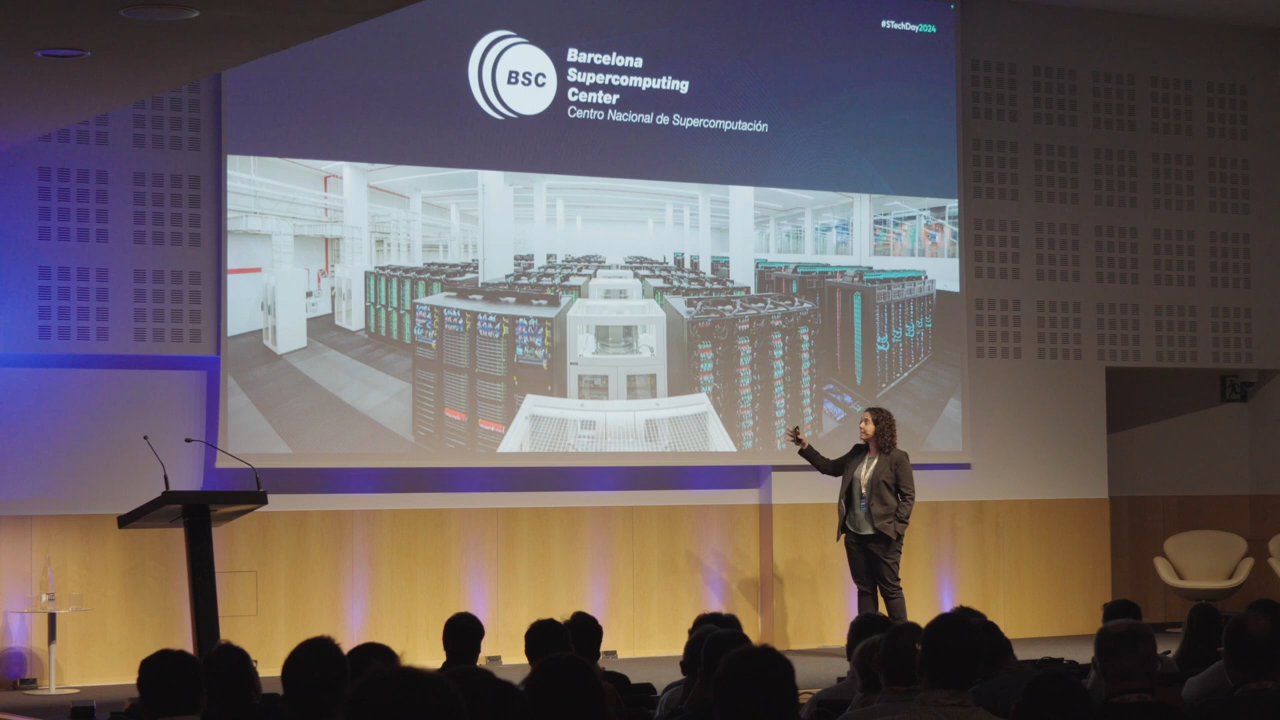 #STechDay2024
BSC
Barcelona
Supercomputing
Center
Centro Nacional de Supercomputación